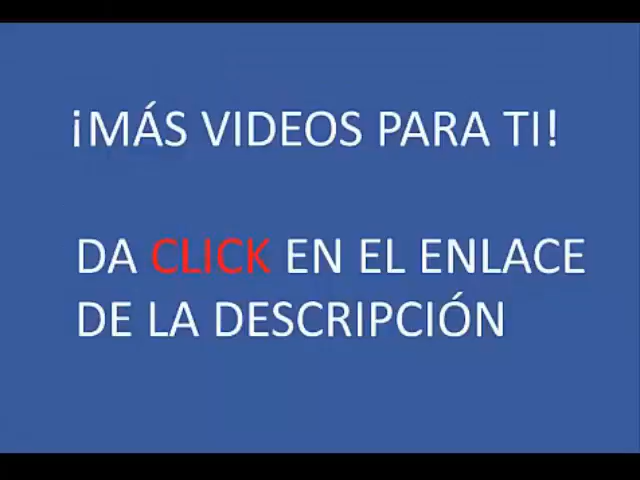 ¡MÁS VIDEOS PARA TI!
DA CLICK EN EL ENLACE
DE LA DESCRIPCIÓN